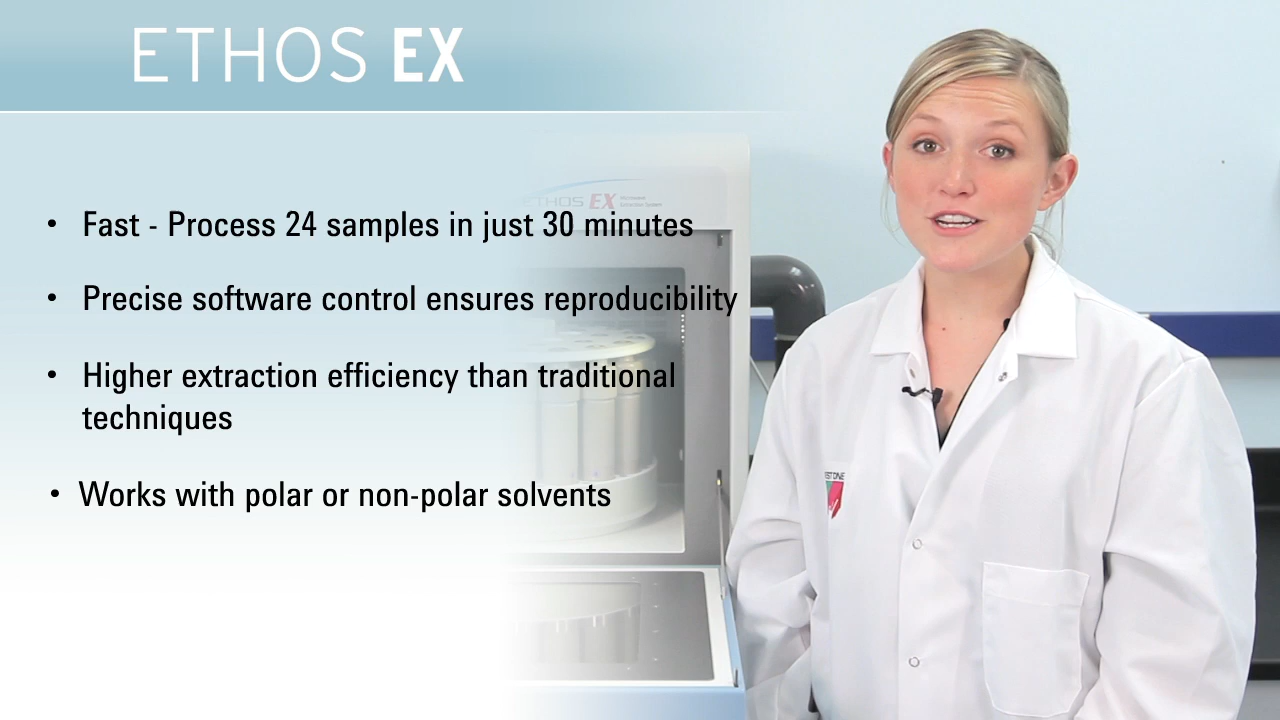 ETHOS EX
ETHOS EX
• Fast - Process 24 samples in just 30 minutes
• Precise software control ensures reproducibility
• Higher extraction efficiency than traditional
techniques
• Works with polar or non-polar solvents